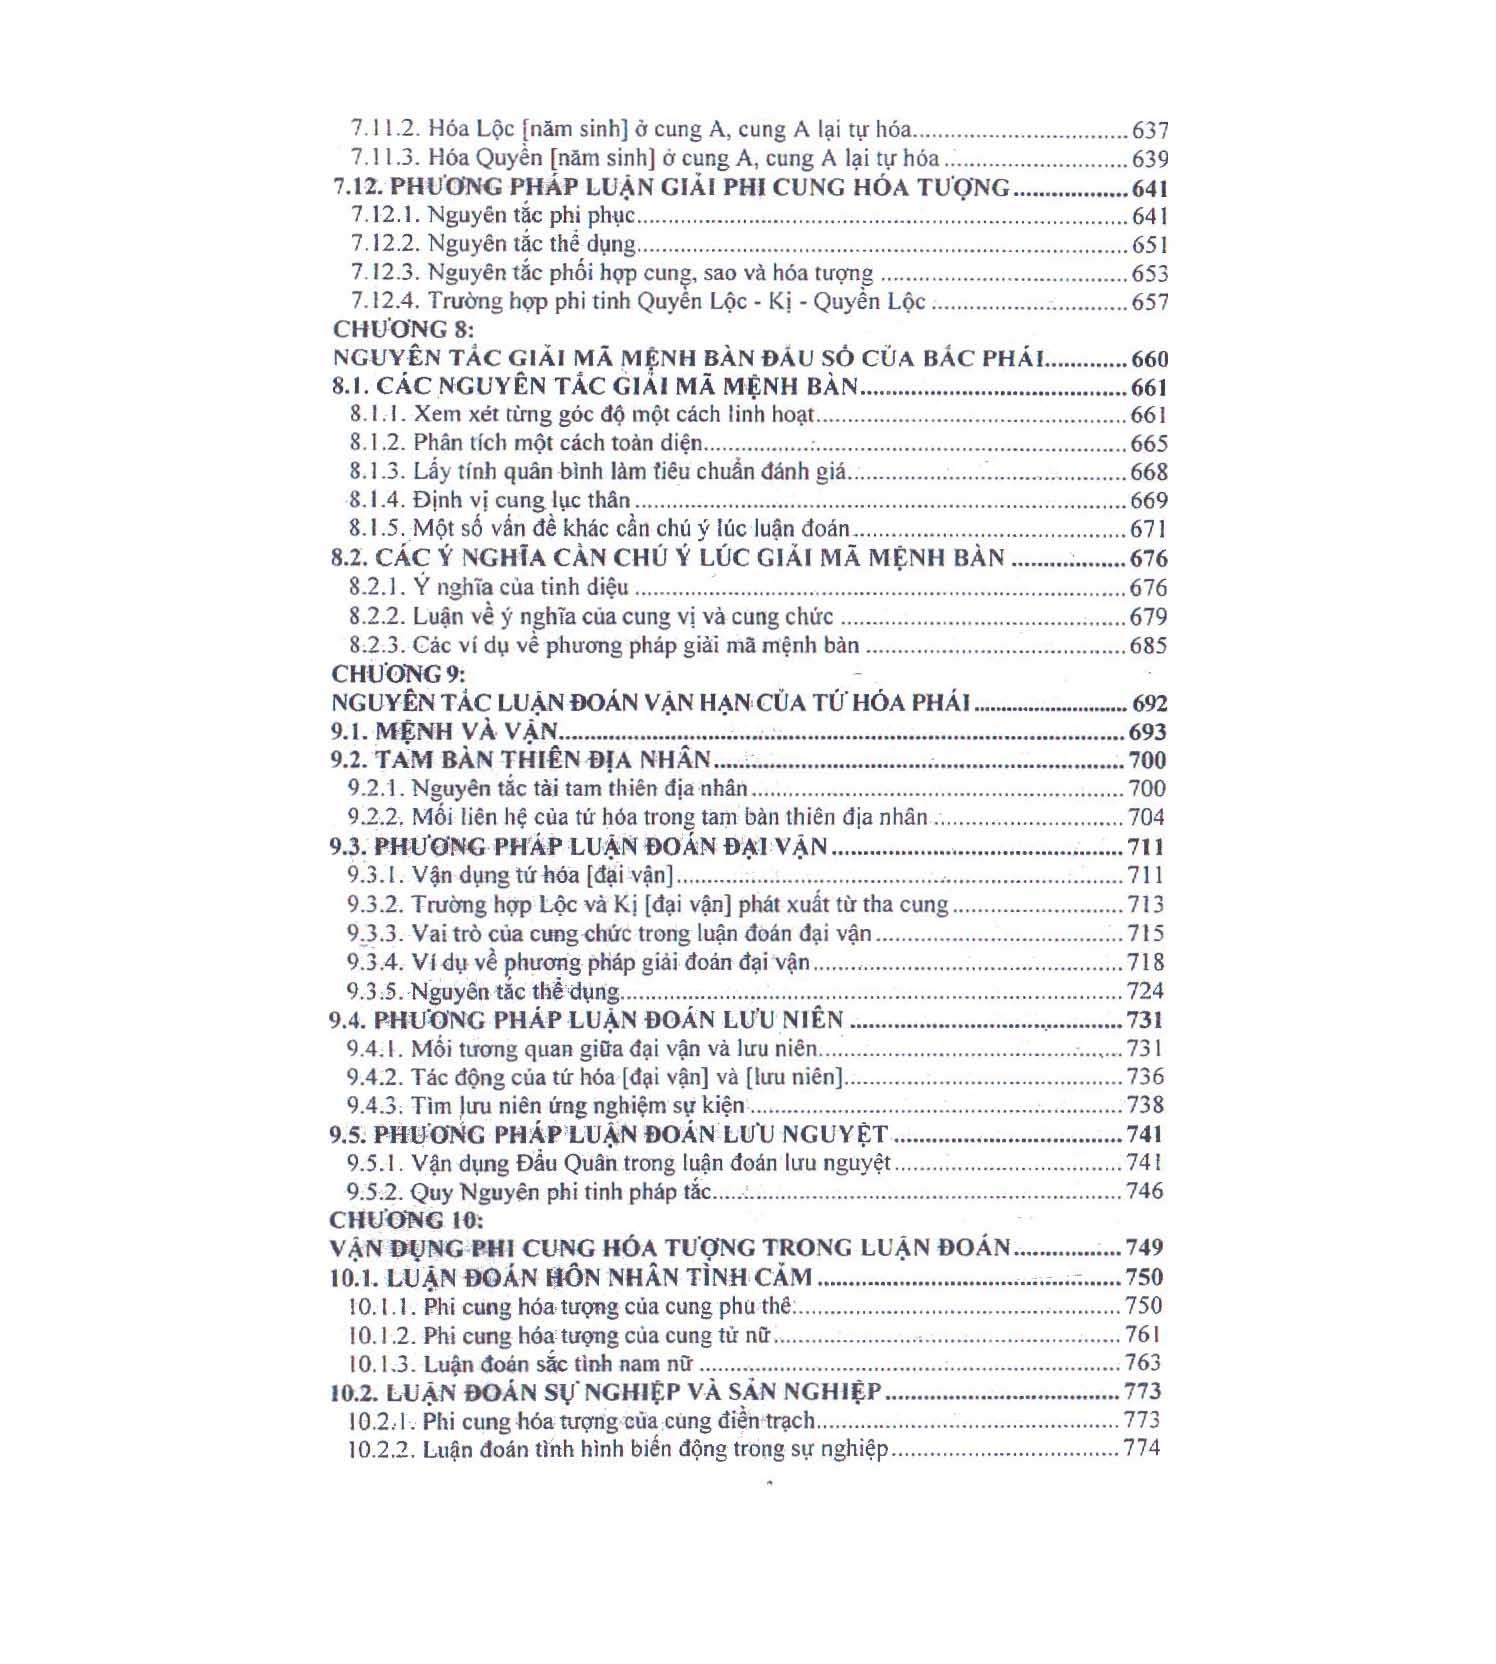 7.11.2. Hóa Lộc [năm sinh] ở cung A, cung A lại tự hóa.....637
7.11.3. Hóa Quyền [năm sinh] ở cung A, cung A lại tự hóa.....639
7.12. PHƯƠNG PHÁP LUẬN GIẢI PHI CUNG HÓA TƯỢNG.....641
7.12.1. Nguyên tắc phi phục.....641
7.12.2. Nguyên tắc thể dụng.....651
7.12.3. Nguyên tắc phối hợp cung, sao và hóa tượng.....653
7.12.4. Trường hợp phi tinh Quyền Lộc - Kị - Quyền Lộc.....657
CHƯƠNG 8:
NGUYÊN TẮC GIẢI MÃ MỆNH BÀN ĐẨU SỐ CỦA BẮC PHÁI.....660
8.1. CÁC NGUYÊN TẮC GIẢI MÃ MỆNH BÀN.....661
8.1.1. Xem xét từng góc độ một cách linh hoạt.....661
8.1.2. Phân tích một cách toàn diện.....665
8.1.3. Lấy tính quân bình làm tiêu chuẩn đánh giá.....668
8.1.4. Định vị cung lục thân.....669
8.1.5. Một số vấn đề khác cần chú ý lúc luận đoán.....671
8.2. CÁC Ý NGHĨA CẦN CHÚ Ý LÚC GIẢI MÃ MỆNH BÀN.....676
8.2.1. Ý nghĩa của tinh diệu.....676
8.2.2. Luận về ý nghĩa của cung vị và cung chức.....679
8.2.3. Các ví dụ về phương pháp giải mã mệnh bàn.....685
CHƯƠNG 9:
NGUYÊN TẮC LUẬN ĐOÁN VẬN HẠN CỦA TỨ HÓA PHÁI.....692
9.1. MỆNH VÀ VẬN.....693
9.2. TAM BÀN THIÊN ĐỊA NHÂN.....700
9.2.1. Nguyên tắc tài tam thiên địa nhân.....700
9.2.2. Mối liên hệ của tứ hóa trong tam bàn thiên địa nhân.....704
9.3. PHƯƠNG PHÁP LUẬN ĐOÁN ĐẠI VẬN.....711
9.3.1. Vận dụng tứ hóa [đại vận].....711
9.3.2. Trường hợp Lộc và Kị [đại vận] phát xuất từ tha cung.....713
9.3.3. Vai trò của cung chức trong luận đoán đại vận.....715
9.3.4. Ví dụ về phương pháp giải đoán đại vận.....718
9.3.5. Nguyên tắc thể dụng.....724
9.4. PHƯƠNG PHÁP LUẬN ĐOÁN LƯU NIÊN.....731
9.4.1. Mối tương quan giữa đại vận và lưu niên.....731
9.4.2. Tác động của tứ hóa [đại vận] và [lưu niên].....736
9.4.3. Tìm lưu niên ứng nghiệm sự kiện.....738
9.5. PHƯƠNG PHÁP LUẬN ĐOÁN LƯU NGUYỆT.....741
9.5.1. Vận dụng Đẩu Quân trong luận đoán lưu nguyệt.....741
9.5.2. Quy Nguyên phi tinh pháp tắc.....746
CHƯƠNG 10:
VẬN DỤNG PHI CUNG HÓA TƯỢNG TRONG LUẬN ĐOÁN.....749
10.1. LUẬN ĐOÁN HÔN NHÂN TÌNH CẢM.....750
10.1.1. Phi cung hóa tượng của cung phu thê.....750
10.1.2. Phi cung hóa tượng của cung tử nữ.....761
10.1.3. Luận đoán sắc tình nam nữ.....763
10.2. LUẬN ĐOÁN SỰ NGHIỆP VÀ SẢN NGHIỆP.....773
10.2.1. Phi cung hóa tượng của cung điền trạch.....773
10.2.2. Luận đoán tình hình biến động trong sự nghiệp.....774